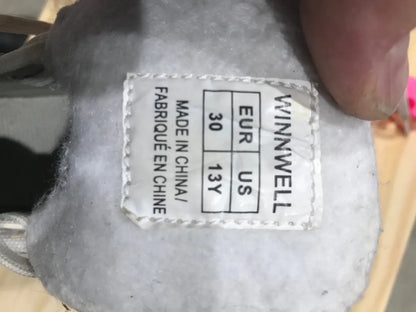 WINNWELL
EUR US
30 13Y
MADE IN CHINA/
FABRIQUÉ EN CHINE